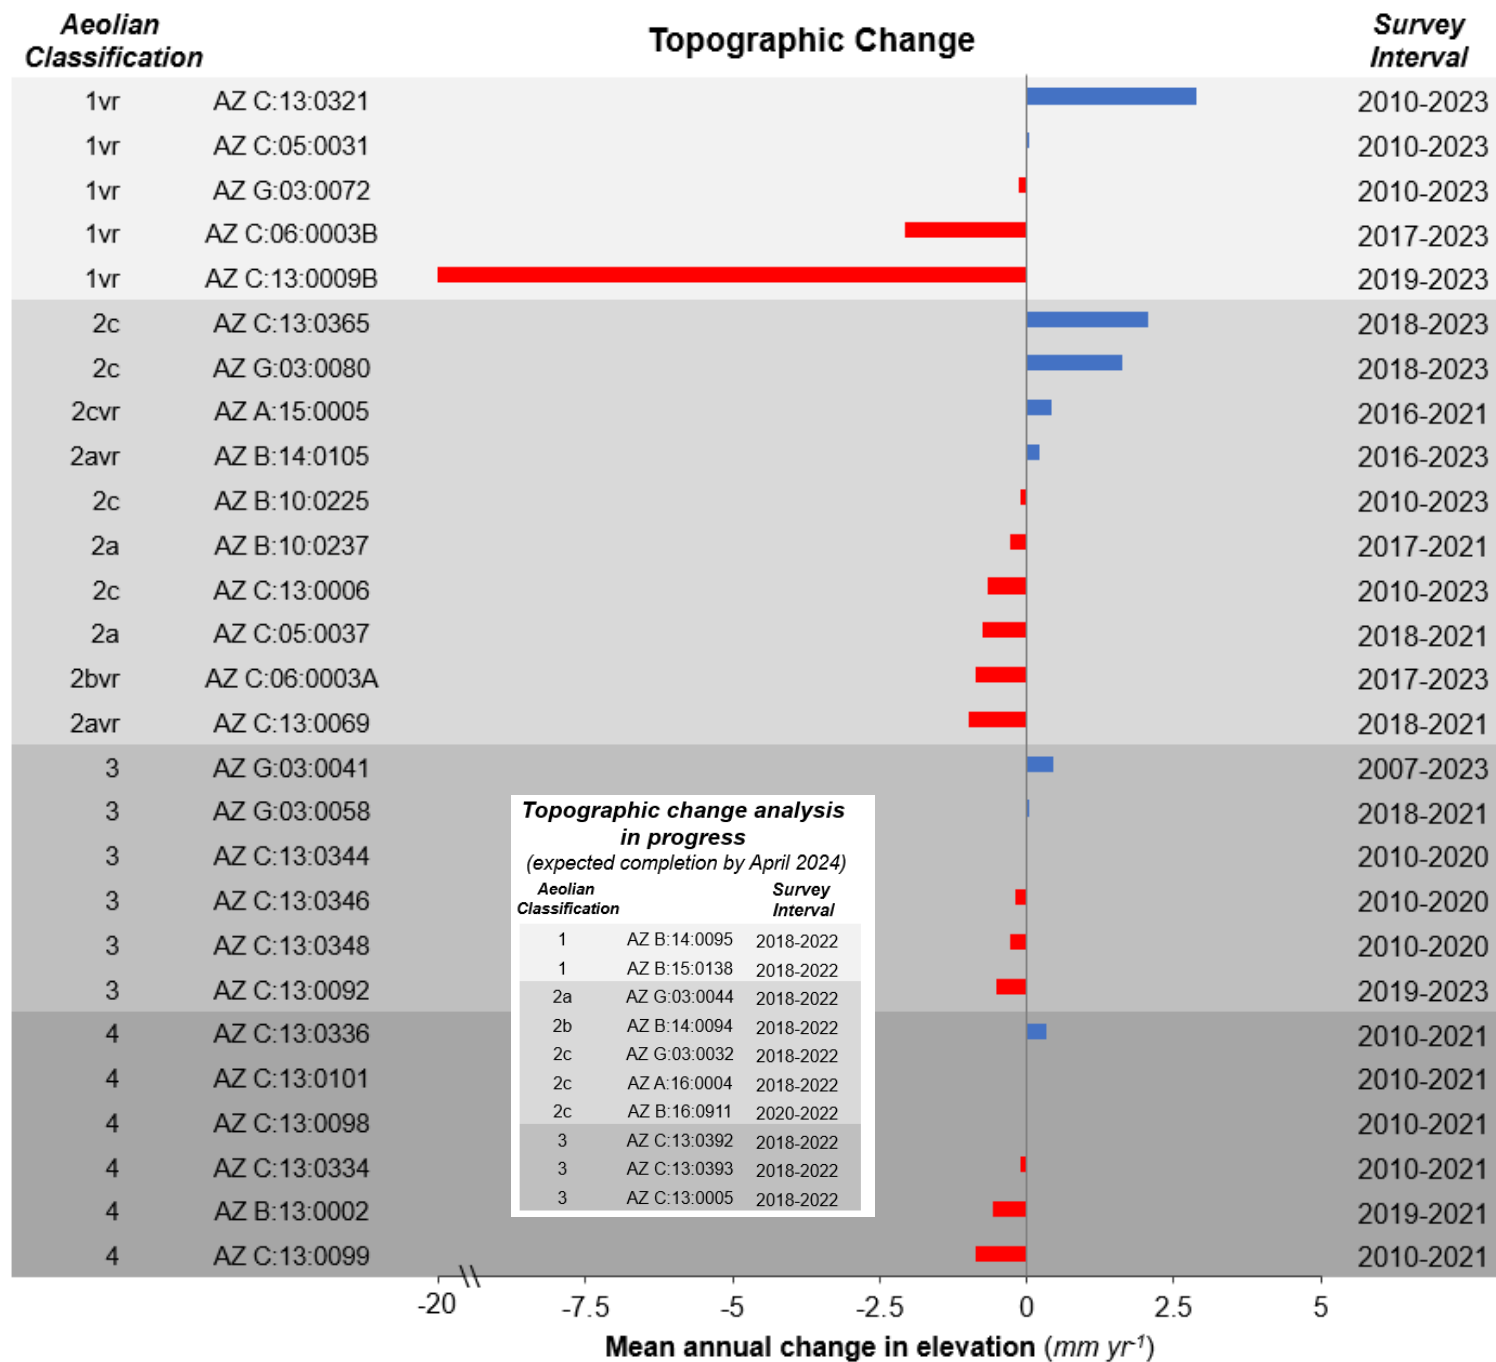 Aeolian
Classification
Topographic Change
Survey
Interval
1vr AZ C:13:0321 2010-2023
1vr AZ C:05:0031 2010-2023
1vr AZ G:03:0072 2010-2023
1vr AZ C:06:0003B 2017-2023
1vr AZ C:13:0009B 2019-2023
2c AZ C:13:0365 2018-2023
2c AZ G:03:0080 2018-2023
2cvr AZ A:15:0005 2016-2021
2avr AZ B:14:0105 2016-2023
2c AZ B:10:0225 2010-2023
2a AZ B:10:0237 2017-2021
2c AZ C:13:0006 2010-2023
2a AZ C:05:0037 2018-2021
2bvr AZ C:06:0003A 2017-2023
2avr AZ C:13:0069 2018-2021
3 AZ G:03:0041 2007-2023
3 AZ G:03:0058 2018-2021
3 AZ C:13:0344 2010-2020
3 AZ C:13:0346 2010-2020
3 AZ C:13:0348 2010-2020
3 AZ C:13:0092 2019-2023
4 AZ C:13:0336 2010-2021
4 AZ C:13:0101 2010-2021
4 AZ C:13:0098 2010-2021
4 AZ C:13:0334 2010-2021
4 AZ B:13:0002 2019-2021
4 AZ C:13:0099 2010-2021
Topographic change analysis
in progress
(expected completion by April 2024)
Aeolian
Classification
Survey
Interval
1 AZ B:14:0095 2018-2022
1 AZ B:15:0138 2018-2022
2a AZ G:03:0044 2018-2022
2b AZ B:14:0094 2018-2022
2c AZ G:03:0032 2018-2022
2c AZ A:16:0004 2018-2022
2c AZ B:16:0911 2020-2022
3 AZ C:13:0392 2018-2022
3 AZ C:13:0393 2018-2022
3 AZ C:13:0005 2018-2022
-20 -7.5 -5 -2.5 0 2.5 5
Mean annual change in elevation (mm yr⁻¹)